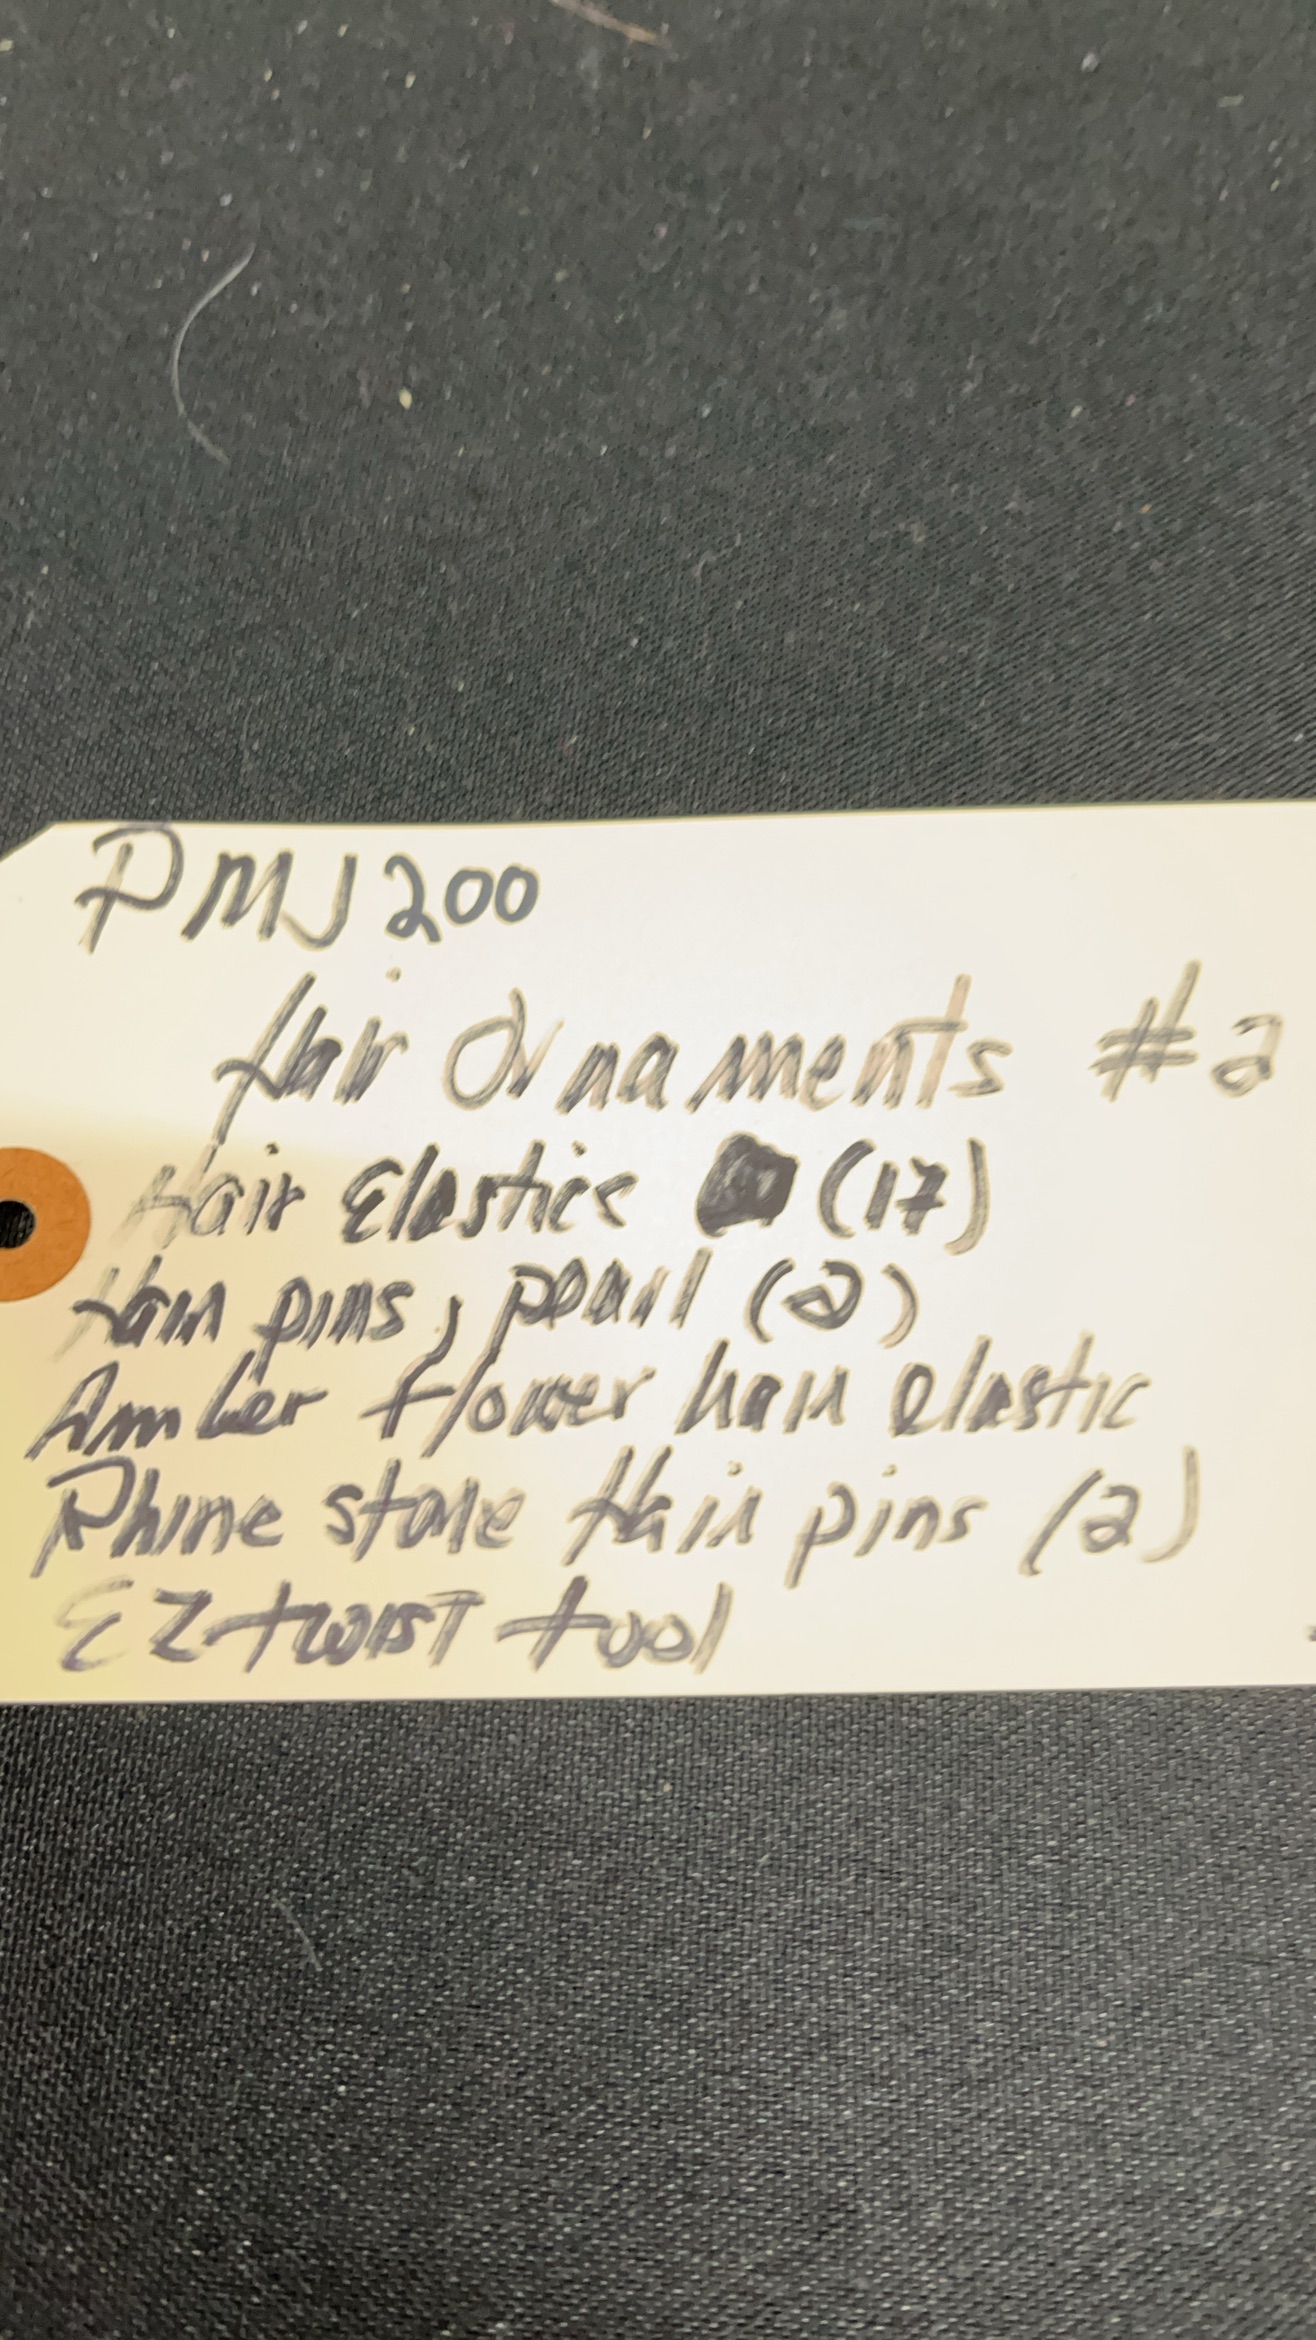 PMJ200
Hair Ornaments #2
Hair Elastics (17)
Hair pins, pearl (2)
Amber flower hair elastic
Rhine stone Hair pins (2)
EZ twist tool